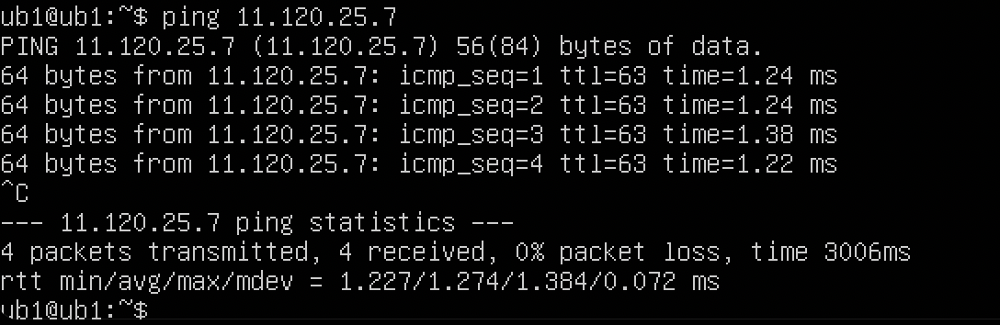 ub1@ub1:~$ ping 11.120.25.7
PING 11.120.25.7 (11.120.25.7) 56(84) bytes of data.
64 bytes from 11.120.25.7: icmp_seq=1 ttl=63 time=1.24 ms
64 bytes from 11.120.25.7: icmp_seq=2 ttl=63 time=1.24 ms
64 bytes from 11.120.25.7: icmp_seq=3 ttl=63 time=1.38 ms
64 bytes from 11.120.25.7: icmp_seq=4 ttl=63 time=1.22 ms
^C
--- 11.120.25.7 ping statistics ---
4 packets transmitted, 4 received, 0% packet loss, time 3006ms
rtt min/avg/max/mdev = 1.227/1.274/1.384/0.072 ms
ub1@ub1:~$